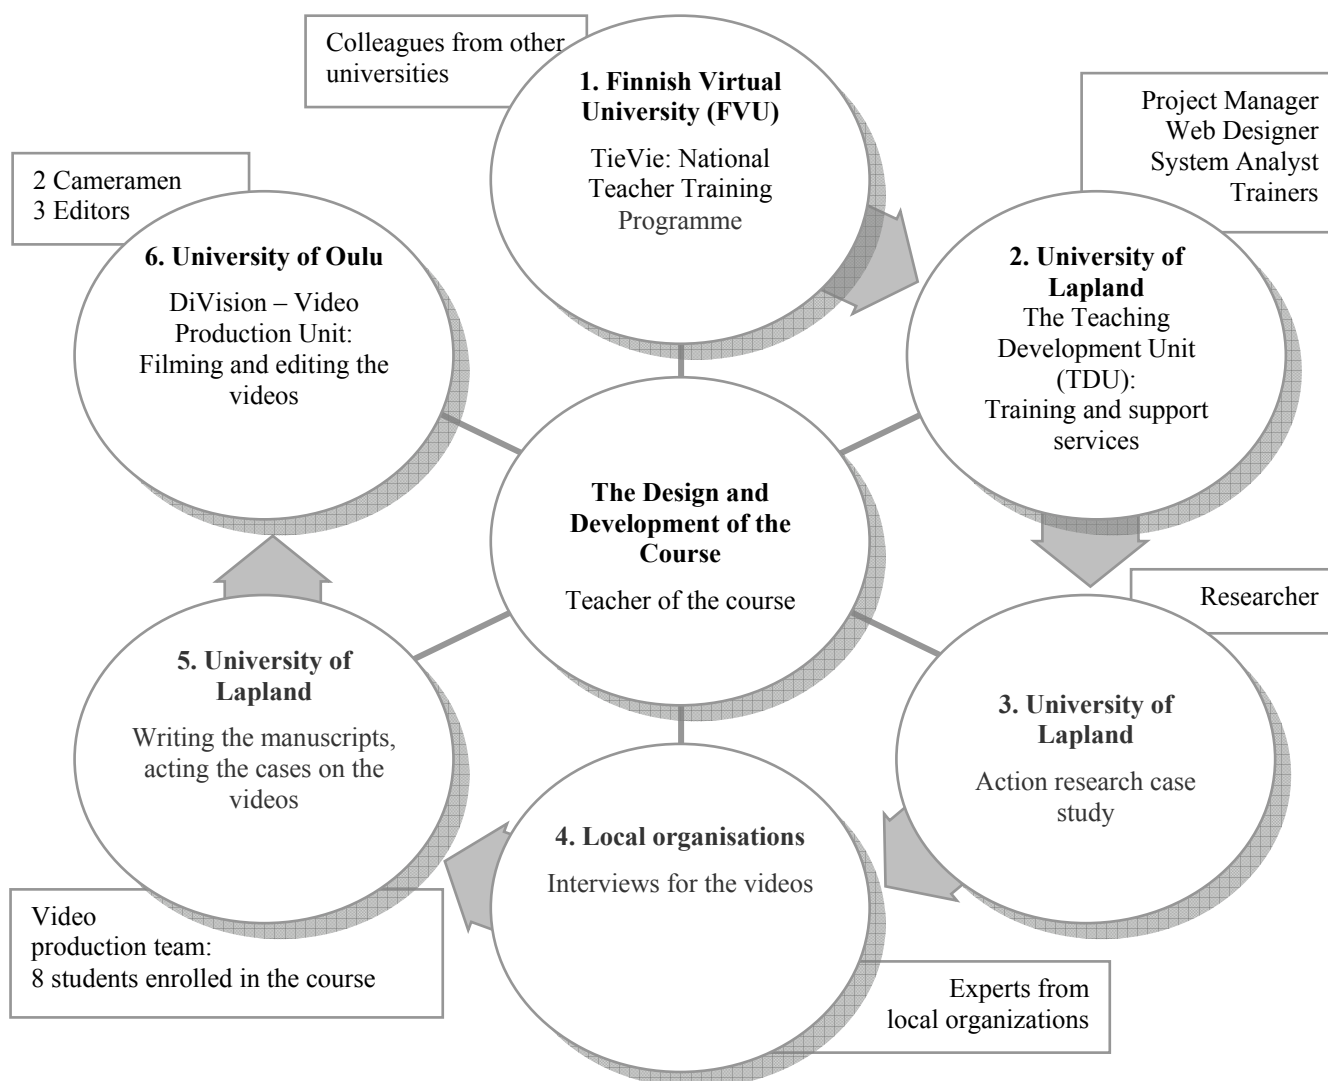 Colleagues from other
universities
1. Finnish Virtual
University (FVU)
TieVie: National
Teacher Training
Programme
Project Manager
Web Designer
System Analyst
Trainers
2. University of
Lapland
The Teaching
Development Unit
(TDU):
Training and support
services
Researcher
3. University of
Lapland
Action research case
study
4. Local organisations
Interviews for the videos
Experts from
local organizations
5. University of
Lapland
Writing the manuscripts,
acting the cases on the
videos
Video
production team:
8 students enrolled in the course
2 Cameramen
3 Editors
6. University of Oulu
DiVision – Video
Production Unit:
Filming and editing the
videos
The Design and
Development of the
Course
Teacher of the course